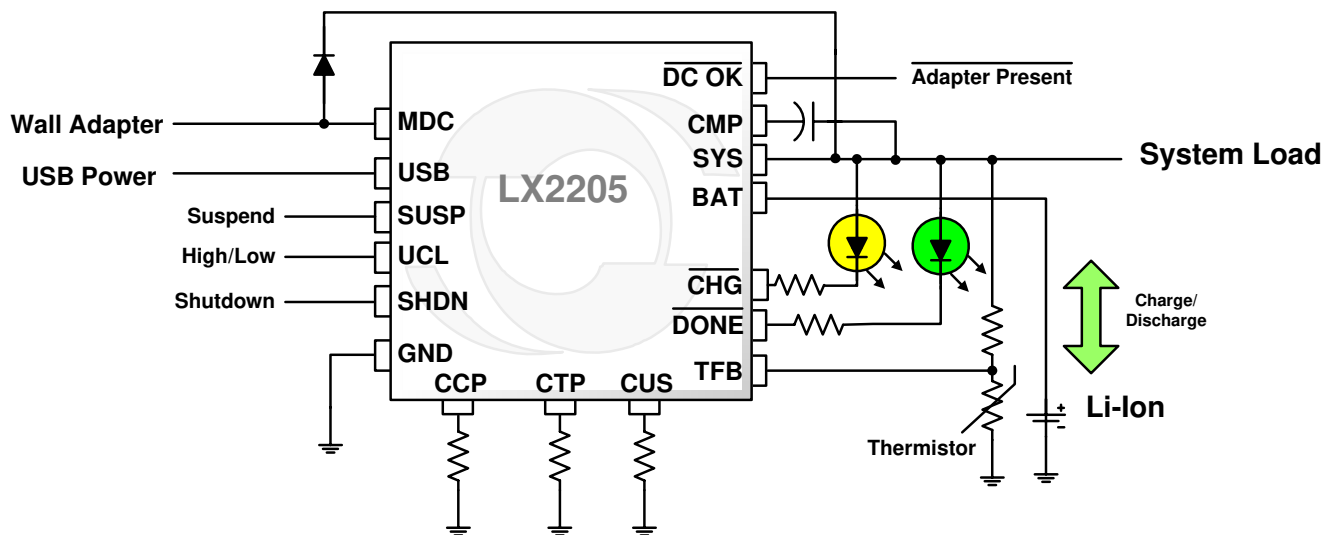 DC OK
Adapter Present
Wall Adapter
MDC
CMP
SYS
System Load
USB Power
USB
LX2205
BAT
Suspend
SUSP
High/Low
UCL
CHG
Shutdown
SHDN
DONE
Charge/
Discharge
GND
TFB
CCP
CTP
CUS
+
-
Li-Ion
Thermistor